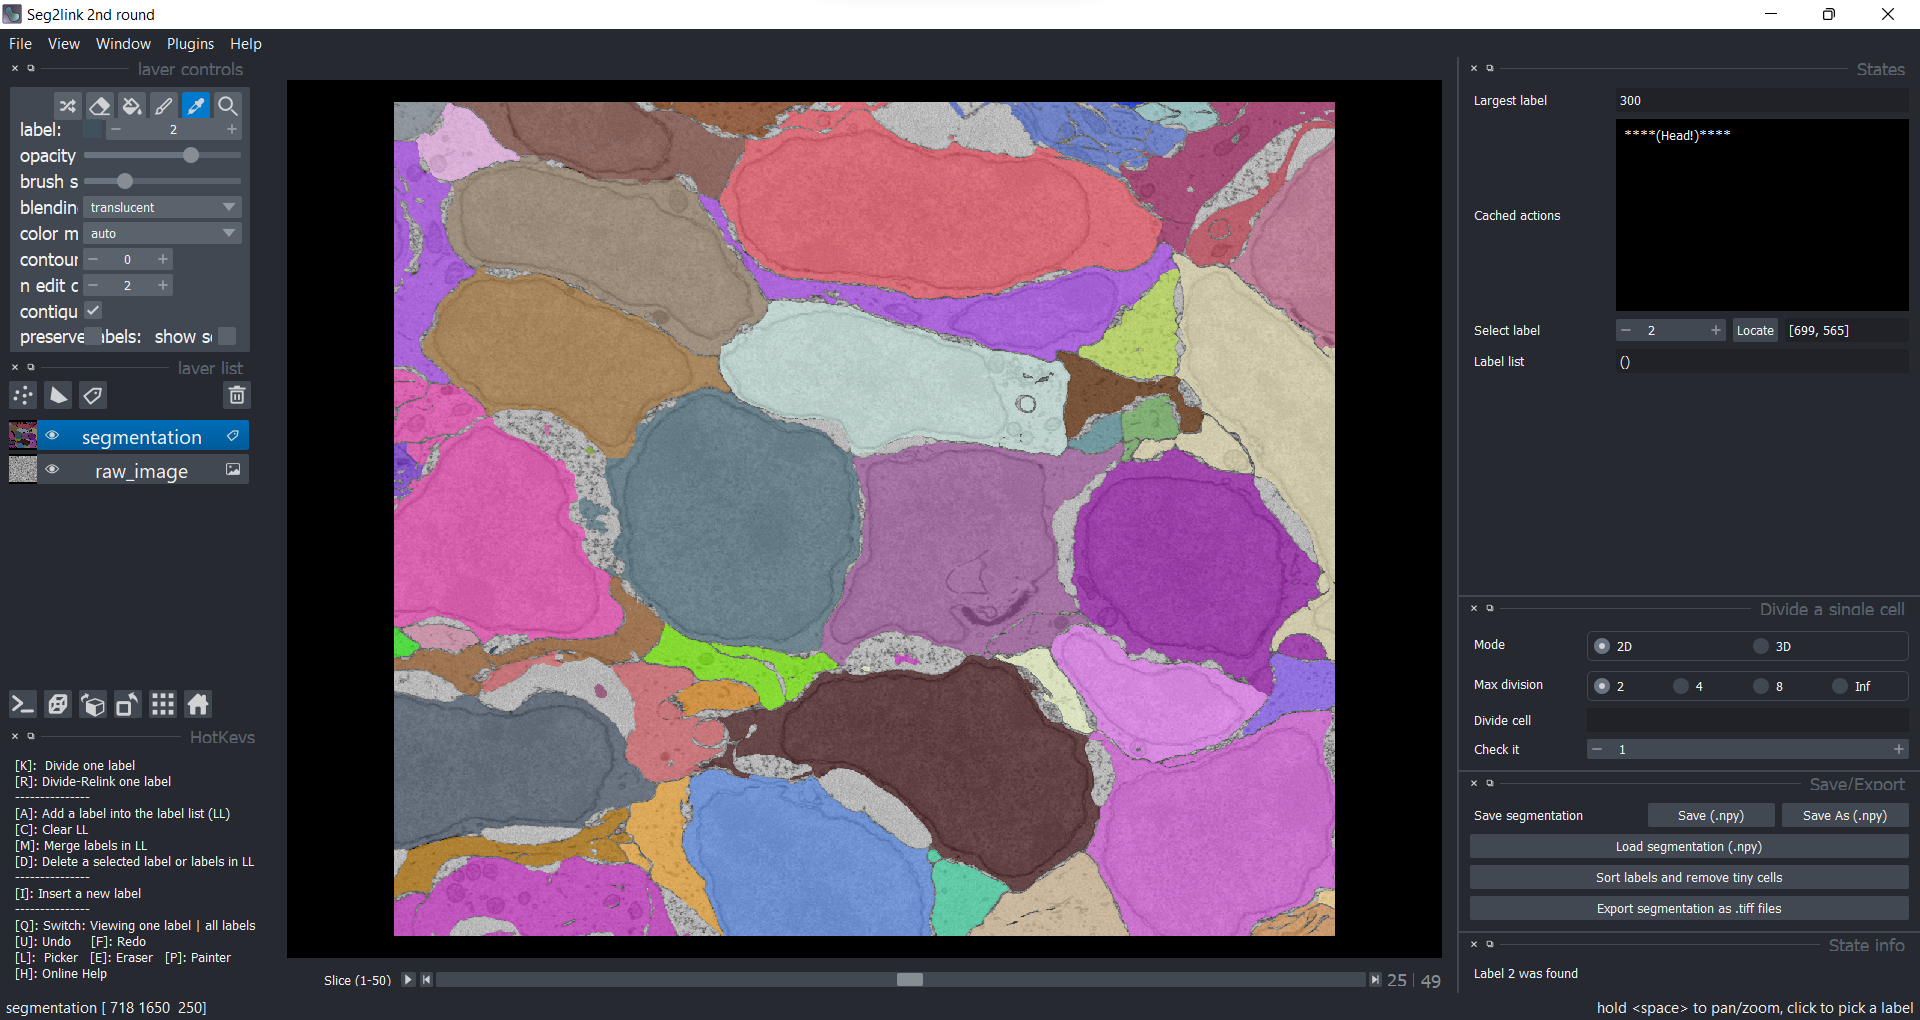 Seg2link 2nd round
File View Window Plugins Help
layer controls
label: 2
opacity
brush s
blendin translucent
color m auto
contour 0
n edit d 2
contigu
preserve labels: show se
layer list
segmentation
raw_image
HotKeys
[K]: Divide one label
[R]: Divide-Relink one label
---------------
[A]: Add a label into the label list (LL)
[C]: Clear LL
[M]: Merge labels in LL
[D]: Delete a selected label or labels in LL
---------------
[I]: Insert a new label
---------------
[Q]: Switch: Viewing one label | all labels
[U]: Undo [F]: Redo
[L]: Picker [E]: Eraser [P]: Painter
[H]: Online Help
segmentation [ 718 1650 250]
Slice (1-50) 25 | 49
States
Largest label 300
Cached actions
****(Head!)****
Select label 2 Locate [699, 565]
Label list ()
Divide a single cell
Mode 2D 3D
Max division 2 4 8 Inf
Divide cell
Check it 1
Save/Export
Save segmentation Save (.npy) Save As (.npy)
Load segmentation (.npy)
Sort labels and remove tiny cells
Export segmentation as .tiff files
State info
Label 2 was found
hold <space> to pan/zoom, click to pick a label